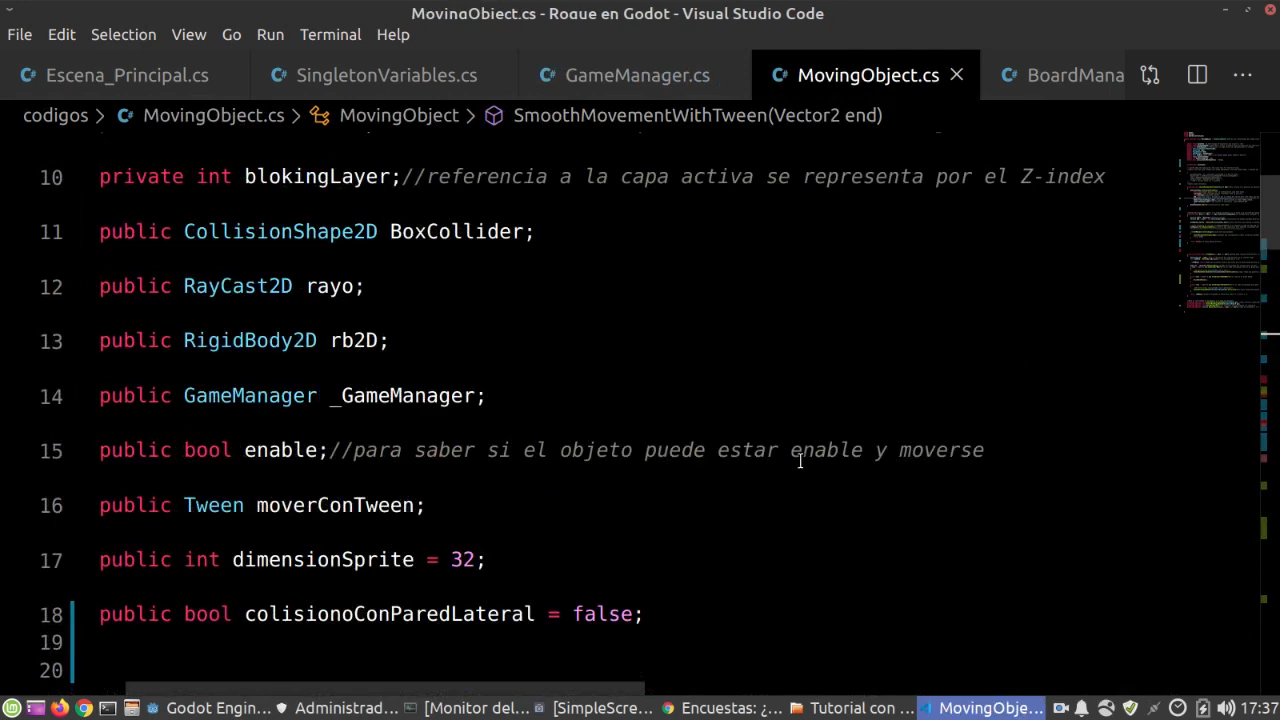 MovingObject.cs - Rogue en Godot - Visual Studio Code
File Edit Selection View Go Run Terminal Help
Escena_Principal.cs SingletonVariables.cs GameManager.cs MovingObject.cs BoardMana
codigos > MovingObject.cs > MovingObject > SmoothMovementWithTween(Vector2 end)
10 private int blokingLayer;//referecia a la capa activa se representa por el Z-index
11 public CollisionShape2D BoxCollider;
12 public RayCast2D rayo;
13 public RigidBody2D rb2D;
14 public GameManager _GameManager;
15 public bool enable;//para saber si el objeto puede estar enable y moverse
16 public Tween moverConTween;
17 public int dimensionSprite = 32;
18 public bool colisionoConParedLateral = false;
19
20
Godot Engin... Administrad... [Monitor del... [SimpleScre... Encuestas: ¿... Tutorial con ... MovingObje... 17:37